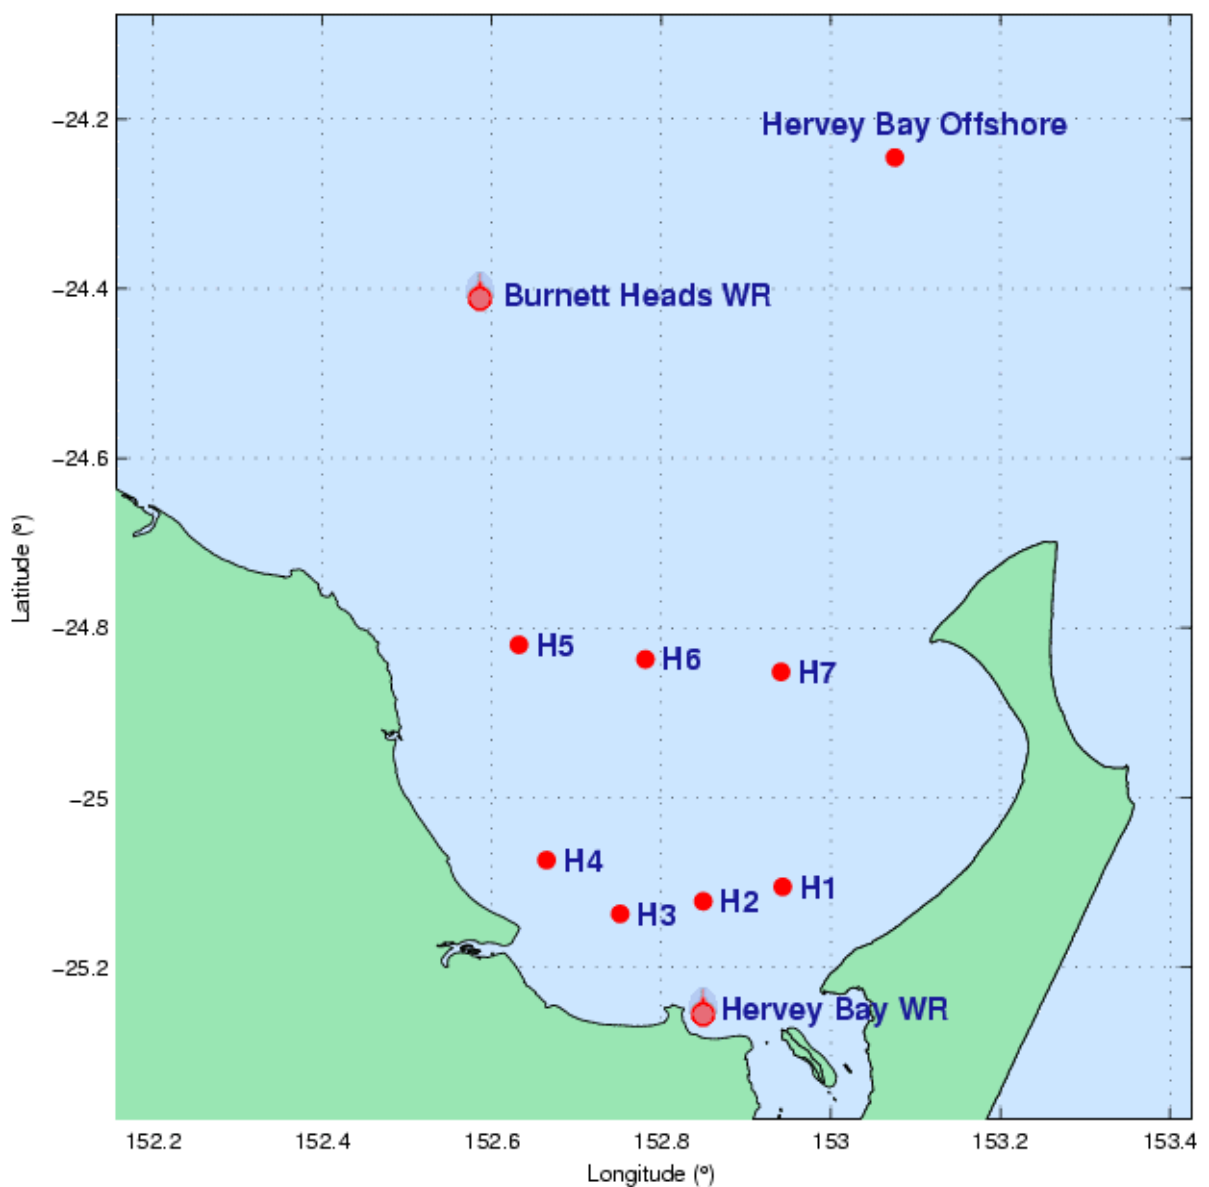 Hervey Bay Offshore
−24.2
Burnett Heads WR
−24.4
−24.6
Latitude (º)
−24.8
H5
H6
H7
−25
H4
H3
H2
H1
−25.2
Hervey Bay WR
152.2
152.4
152.6
152.8
153
153.2
153.4
Longitude (º)